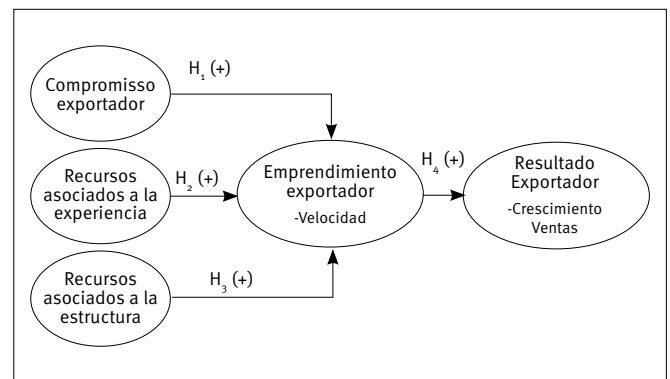 H₁ (+)
Compromisso
exportador
Recursos
asociados a la
experiencia
H₂ (+)
Emprendimiento
exportador
-Velocidad
H₄ (+)
Resultado
Exportador
-Crescimiento
Ventas
Recursos
asociados a la
estructura
H₃ (+)